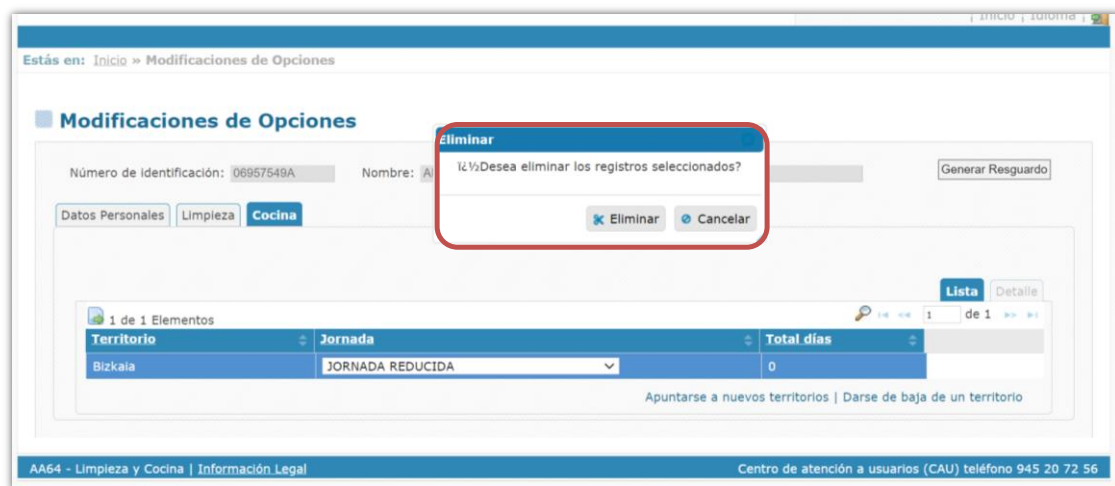 | Inicio | Idioma |
Estás en: Inicio » Modificaciones de Opciones
Modificaciones de Opciones
Eliminar
ï¿½Desea eliminar los registros seleccionados?
Eliminar Cancelar
Número de identificación: 06957549A Nombre: Generar Resguardo
Datos Personales Limpieza Cocina
Lista Detalle
1 de 1 Elementos 1 de 1
Territorio Jornada Total días
Bizkaia JORNADA REDUCIDA 0
Apuntarse a nuevos territorios | Darse de baja de un territorio
AA64 - Limpieza y Cocina | Información Legal Centro de atención a usuarios (CAU) teléfono 945 20 72 56